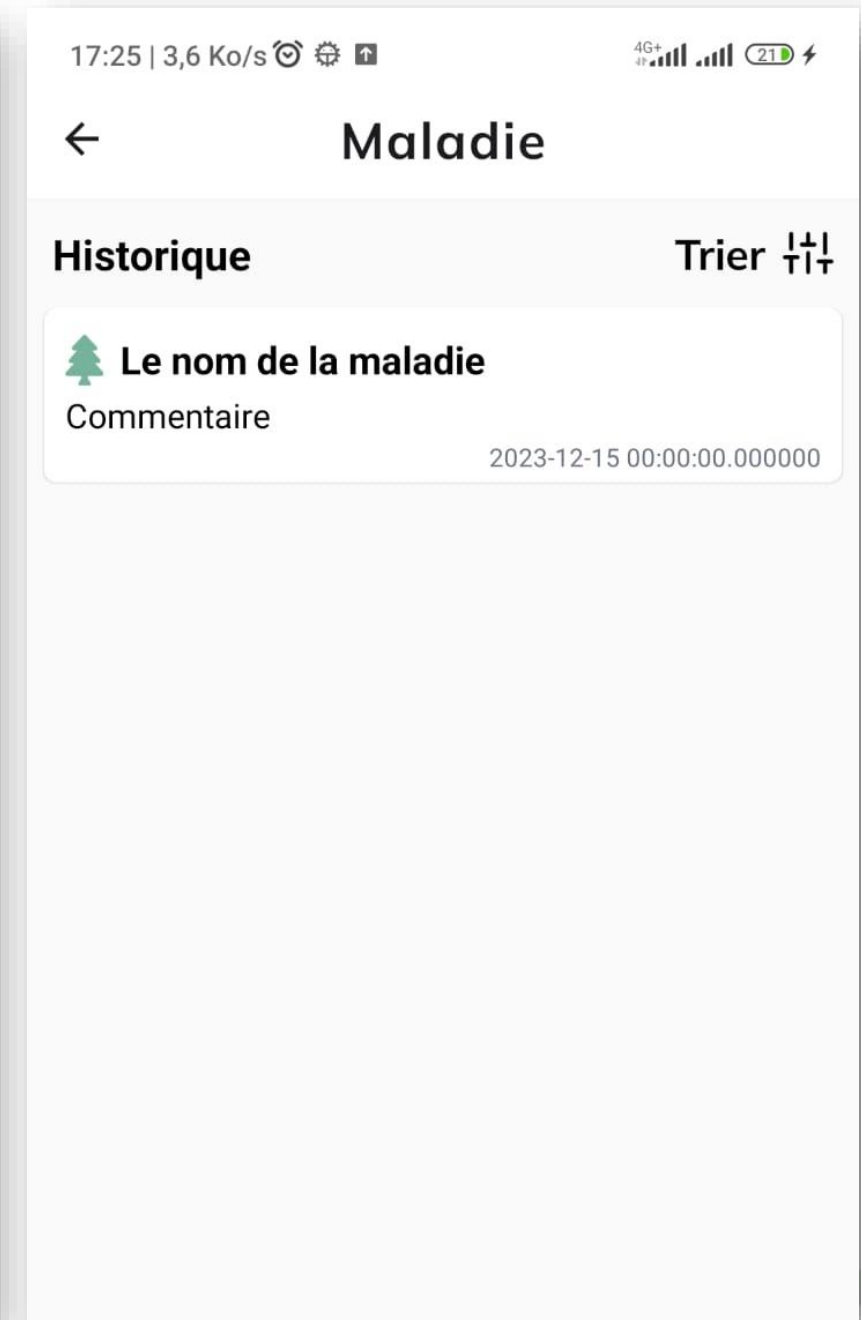 17:25 | 3,6 Ko/s 4G+ 21
Maladie
Historique Trier
Le nom de la maladie
Commentaire
2023-12-15 00:00:00.000000